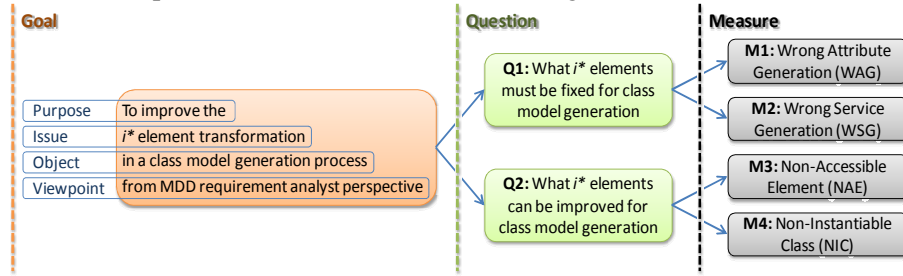 Goal
Question
Measure
Purpose To improve the
Issue i* element transformation
Object in a class model generation process
Viewpoint from MDD requirement analyst perspective
Q1: What i* elements
must be fixed for class
model generation
Q2: What i* elements
can be improved for
class model generation
M1: Wrong Attribute
Generation (WAG)
M2: Wrong Service
Generation (WSG)
M3: Non-Accessible
Element (NAE)
M4: Non-Instantiable
Class (NIC)